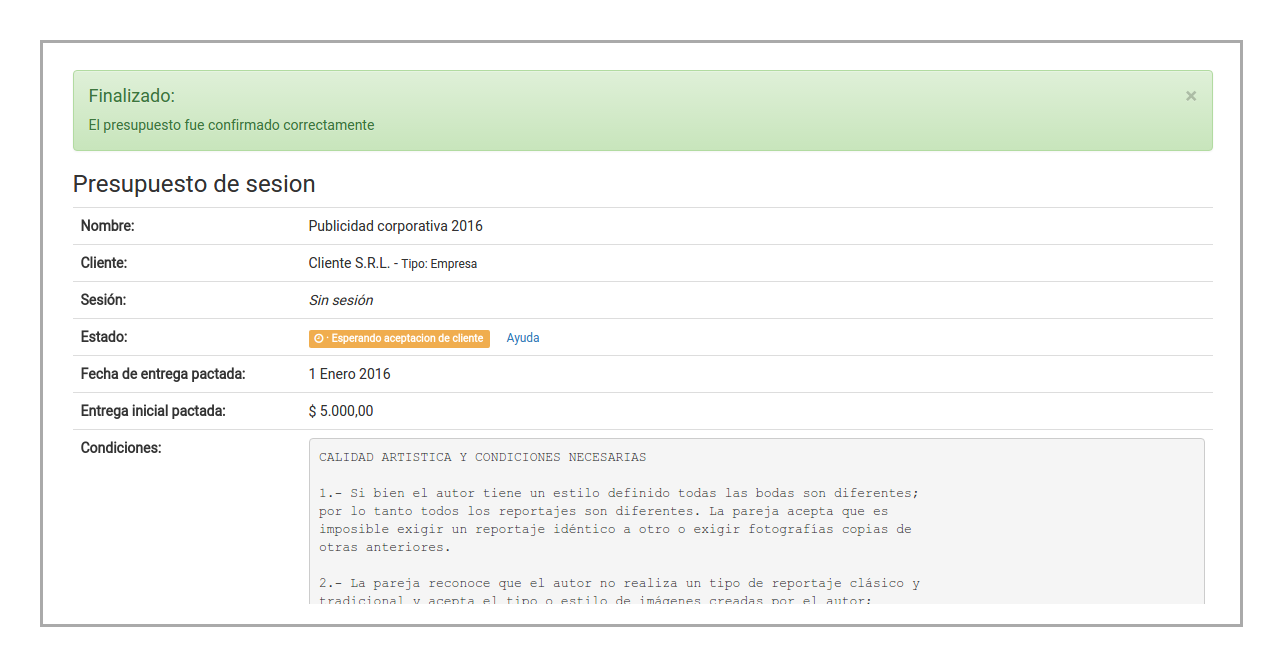 Finalizado:
×
El presupuesto fue confirmado correctamente
Presupuesto de sesion
Nombre: Publicidad corporativa 2016
Cliente: Cliente S.R.L. - Tipo: Empresa
Sesión: Sin sesión
Estado: · Esperando aceptacion de cliente Ayuda
Fecha de entrega pactada: 1 Enero 2016
Entrega inicial pactada: $ 5.000,00
Condiciones:
CALIDAD ARTISTICA Y CONDICIONES NECESARIAS
1.- Si bien el autor tiene un estilo definido todas las bodas son diferentes;
por lo tanto todos los reportajes son diferentes. La pareja acepta que es
imposible exigir un reportaje idéntico a otro o exigir fotografías copias de
otras anteriores.
2.- La pareja reconoce que el autor no realiza un tipo de reportaje clásico y
tradicional y acepta el tipo o estilo de imágenes creadas por el autor;